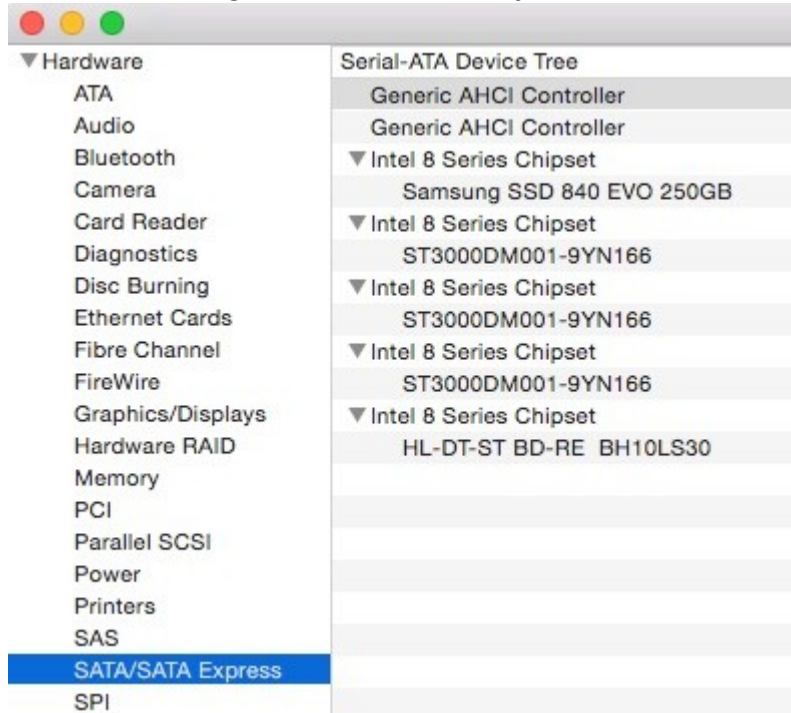 Hardware
ATA
Audio
Bluetooth
Camera
Card Reader
Diagnostics
Disc Burning
Ethernet Cards
Fibre Channel
FireWire
Graphics/Displays
Hardware RAID
Memory
PCI
Parallel SCSI
Power
Printers
SAS
SATA/SATA Express
SPI
Serial-ATA Device Tree
Generic AHCI Controller
Generic AHCI Controller
Intel 8 Series Chipset
Samsung SSD 840 EVO 250GB
Intel 8 Series Chipset
ST3000DM001-9YN166
Intel 8 Series Chipset
ST3000DM001-9YN166
Intel 8 Series Chipset
ST3000DM001-9YN166
Intel 8 Series Chipset
HL-DT-ST BD-RE BH10LS30